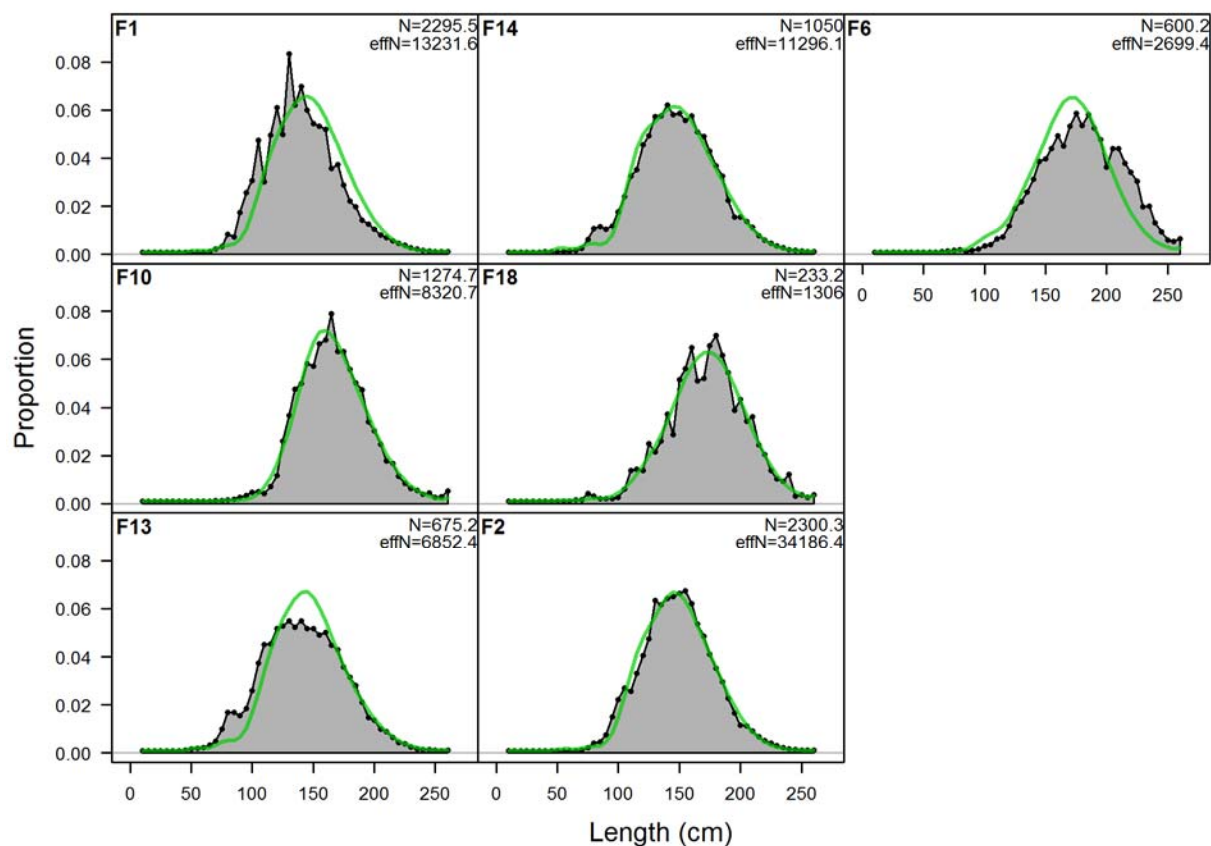 F1
N=2295.5
effN=13231.6
F14
N=1050
effN=11296.1
F6
N=600.2
effN=2699.4
0.08
0.06
0.04
0.02
0.00
F10
N=1274.7
effN=8320.7
F18
N=233.2
effN=1306
0 50 100 150 200 250
0.08
0.06
0.04
0.02
0.00
Proportion
F13
N=675.2
effN=6852.4
F2
N=2300.3
effN=34186.4
0.08
0.06
0.04
0.02
0.00
0 50 100 150 200 250
0 50 100 150 200 250
Length (cm)